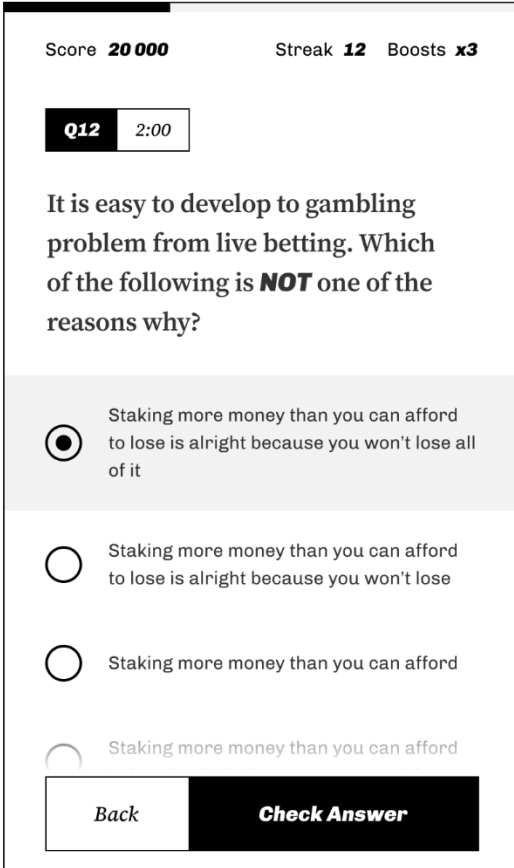 Score 20 000 Streak 12 Boosts x3
Q12 2:00
It is easy to develop to gambling
problem from live betting. Which
of the following is NOT one of the
reasons why?
Staking more money than you can afford
to lose is alright because you won't lose all
of it
Staking more money than you can afford
to lose is alright because you won't lose
Staking more money than you can afford
Staking more money than you can afford
Back Check Answer